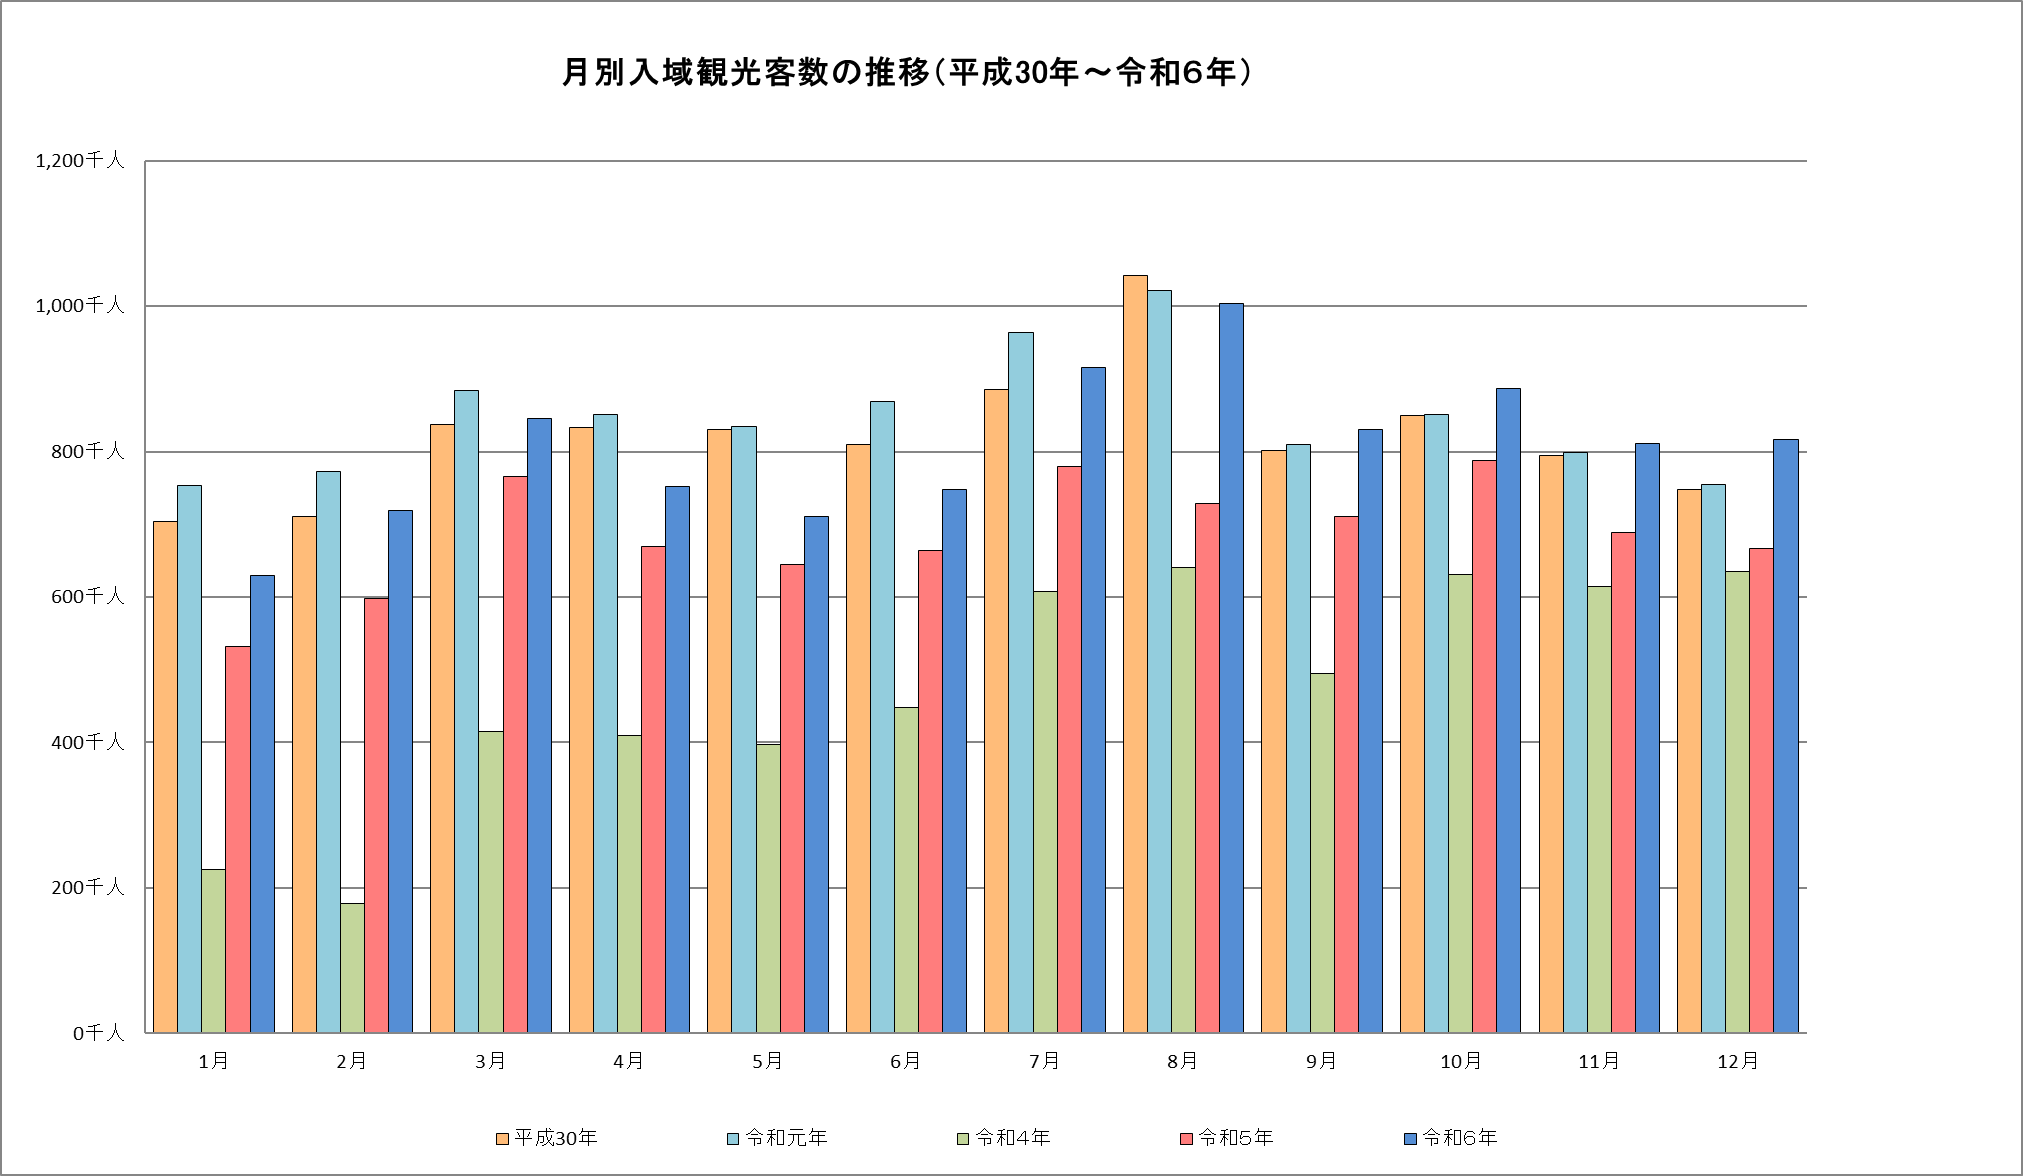 月別入域観光客数の推移（平成30年～令和６年）
1,200千人
1,000千人
800千人
600千人
400千人
200千人
0千人
1月 2月 3月 4月 5月 6月 7月 8月 9月 10月 11月 12月
平成30年 令和元年 令和４年 令和５年 令和６年